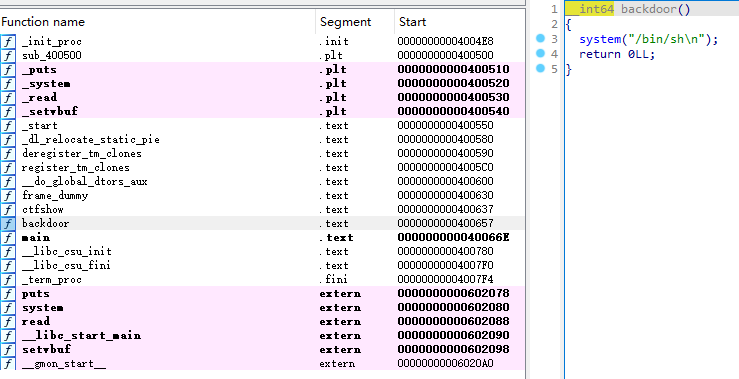 Function name Segment Start
f _init_proc .init 00000000004004E8
f sub_400500 .plt 0000000000400500
f _puts .plt 0000000000400510
f _system .plt 0000000000400520
f _read .plt 0000000000400530
f _setvbuf .plt 0000000000400540
f _start .text 0000000000400550
f _dl_relocate_static_pie .text 0000000000400580
f deregister_tm_clones .text 0000000000400590
f register_tm_clones .text 00000000004005C0
f __do_global_dtors_aux .text 0000000000400600
f frame_dummy .text 0000000000400630
f ctfshow .text 0000000000400637
f backdoor .text 0000000000400657
f main .text 000000000040066E
f __libc_csu_init .text 0000000000400780
f __libc_csu_fini .text 00000000004007F0
f _term_proc .fini 00000000004007F4
f puts extern 0000000000602078
f system extern 0000000000602080
f read extern 0000000000602088
f __libc_start_main extern 0000000000602090
f setvbuf extern 0000000000602098
f __gmon_start__ extern 00000000006020A0
1 __int64 backdoor()
2 {
3 system("/bin/sh\n");
4 return 0LL;
5 }